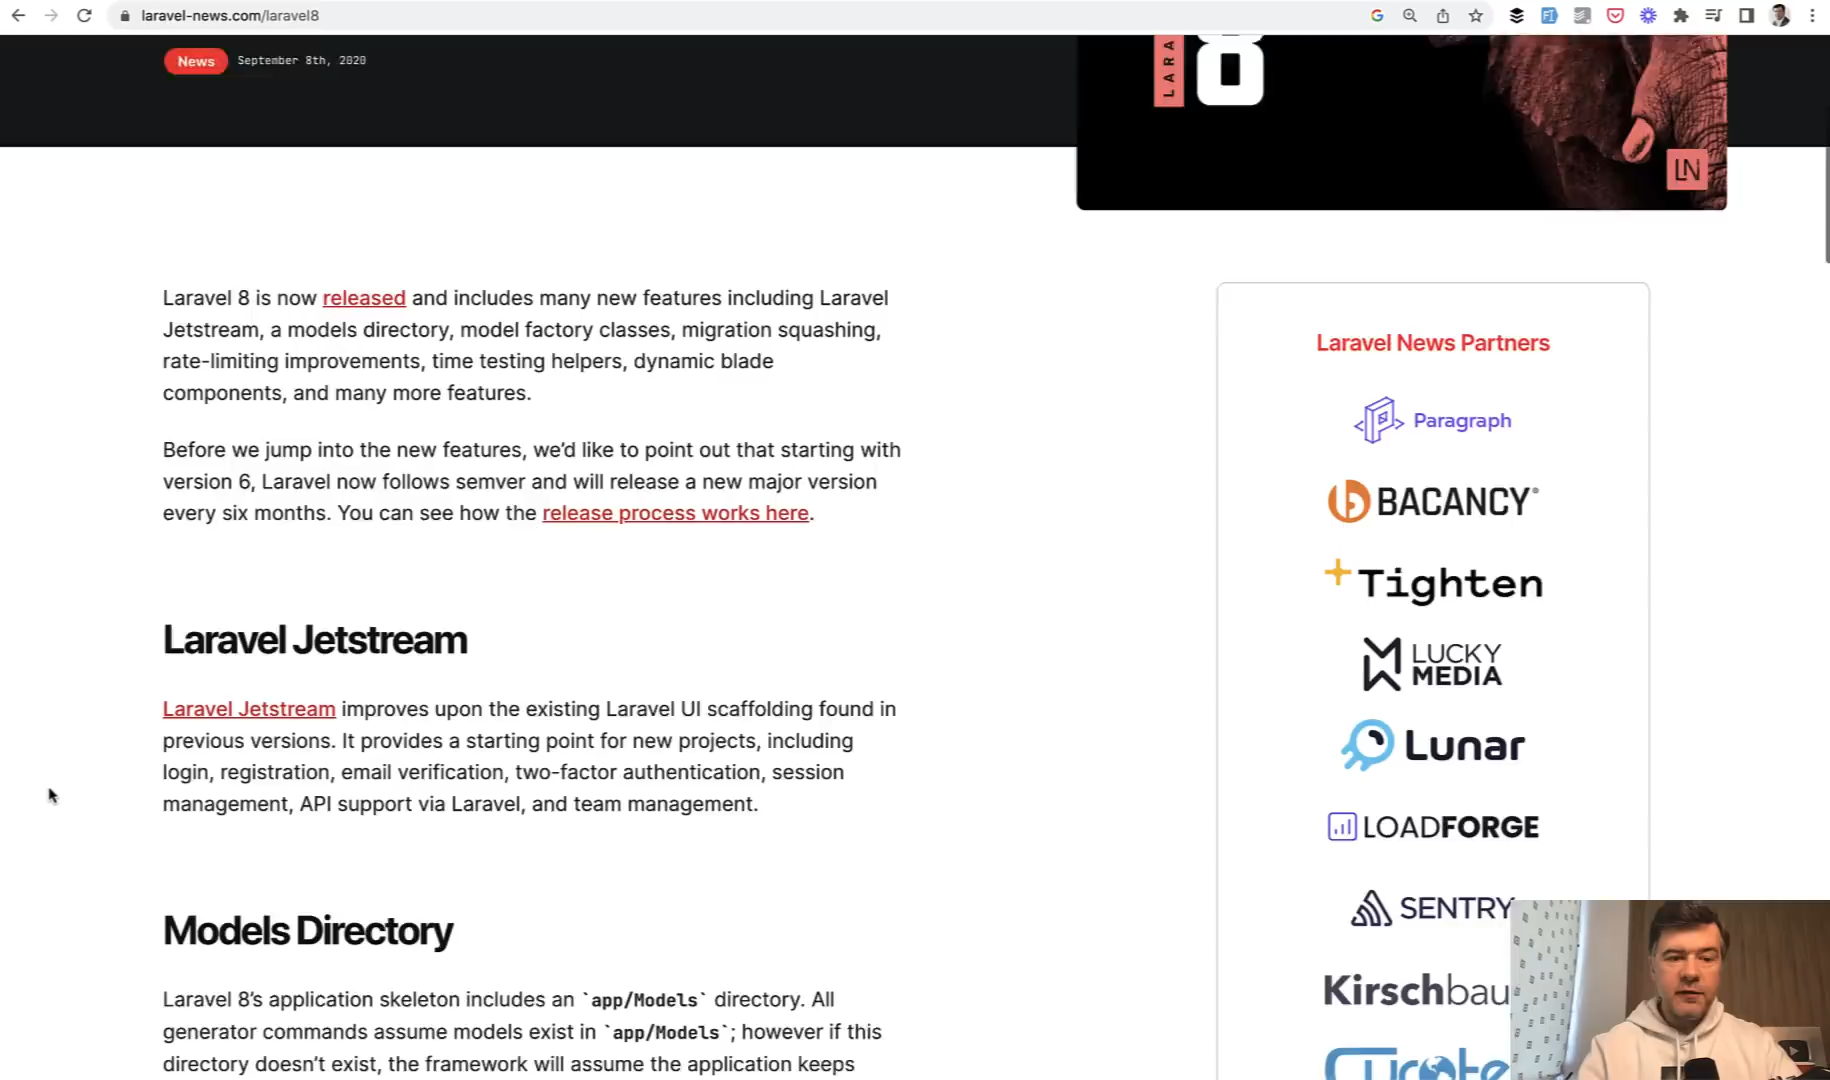 laravel-news.com/laravel8
News
September 8th, 2020
LARA
8
LN
Laravel 8 is now released and includes many new features including Laravel
Jetstream, a models directory, model factory classes, migration squashing,
rate-limiting improvements, time testing helpers, dynamic blade
components, and many more features.
Before we jump into the new features, we’d like to point out that starting with
version 6, Laravel now follows semver and will release a new major version
every six months. You can see how the release process works here.
Laravel Jetstream
Laravel Jetstream improves upon the existing Laravel UI scaffolding found in
previous versions. It provides a starting point for new projects, including
login, registration, email verification, two-factor authentication, session
management, API support via Laravel, and team management.
Models Directory
Laravel 8’s application skeleton includes an `app/Models` directory. All
generator commands assume models exist in `app/Models`; however if this
directory doesn’t exist, the framework will assume the application keeps
Laravel News Partners
Paragraph
BACANCY
Tighten
LUCKY
MEDIA
Lunar
LOADFORGE
SENTRY
Kirschbau